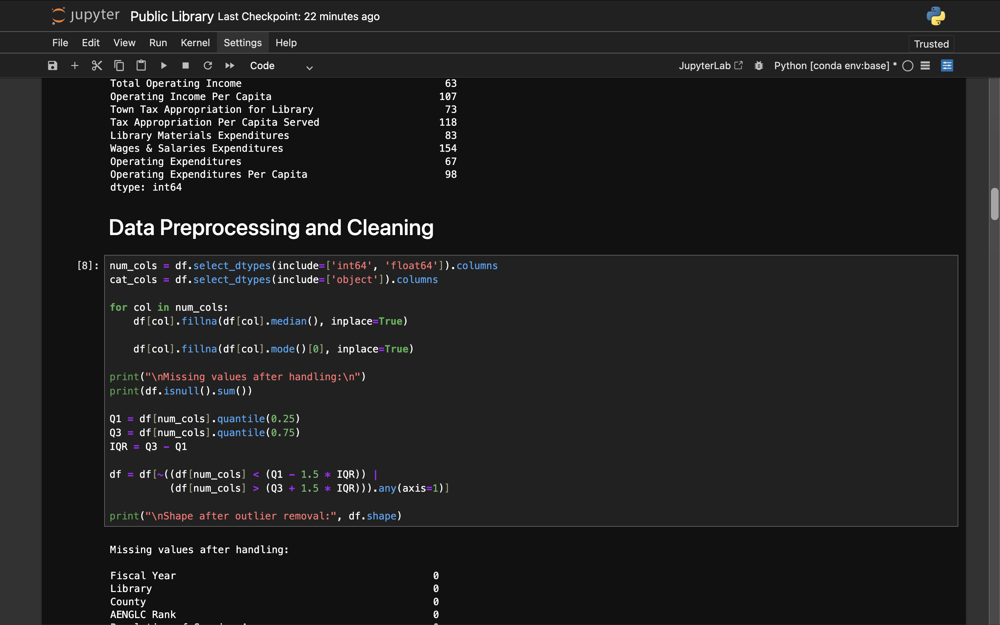 jupyter Public Library Last Checkpoint: 22 minutes ago
File Edit View Run Kernel Settings Help Trusted
Code JupyterLab Python [conda env:base] *
Total Operating Income 63
Operating Income Per Capita 107
Town Tax Appropriation for Library 73
Tax Appropriation Per Capita Served 118
Library Materials Expenditures 83
Wages & Salaries Expenditures 154
Operating Expenditures 67
Operating Expenditures Per Capita 98
dtype: int64
Data Preprocessing and Cleaning
[8]: num_cols = df.select_dtypes(include=['int64', 'float64']).columns
cat_cols = df.select_dtypes(include=['object']).columns
for col in num_cols:
    df[col].fillna(df[col].median(), inplace=True)
    df[col].fillna(df[col].mode()[0], inplace=True)
print("\nMissing values after handling:\n")
print(df.isnull().sum())
Q1 = df[num_cols].quantile(0.25)
Q3 = df[num_cols].quantile(0.75)
IQR = Q3 - Q1
df = df[~((df[num_cols] < (Q1 - 1.5 * IQR)) |
          (df[num_cols] > (Q3 + 1.5 * IQR))).any(axis=1)]
print("\nShape after outlier removal:", df.shape)
Missing values after handling:
Fiscal Year 0
Library 0
County 0
AENGLC Rank 0